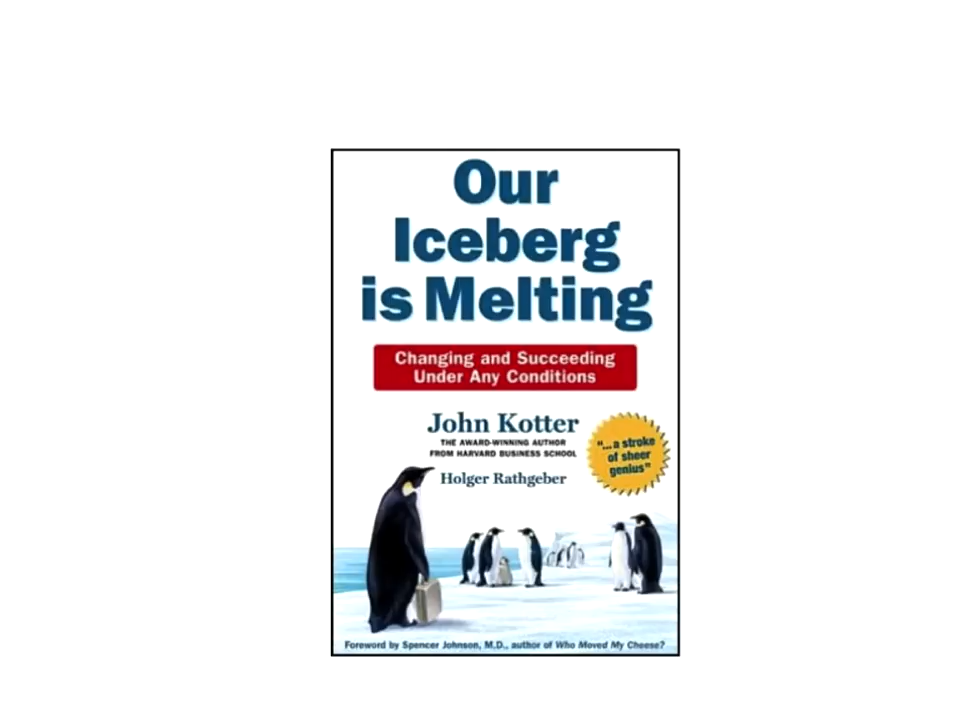 Our
Iceberg
is Melting
Changing and Succeeding
Under Any Conditions
John Kotter
THE AWARD-WINNING AUTHOR
FROM HARVARD BUSINESS SCHOOL
Holger Rathgeber
"...a stroke
of sheer
genius"
Foreword by Spencer Johnson, M.D., author of Who Moved My Cheese?